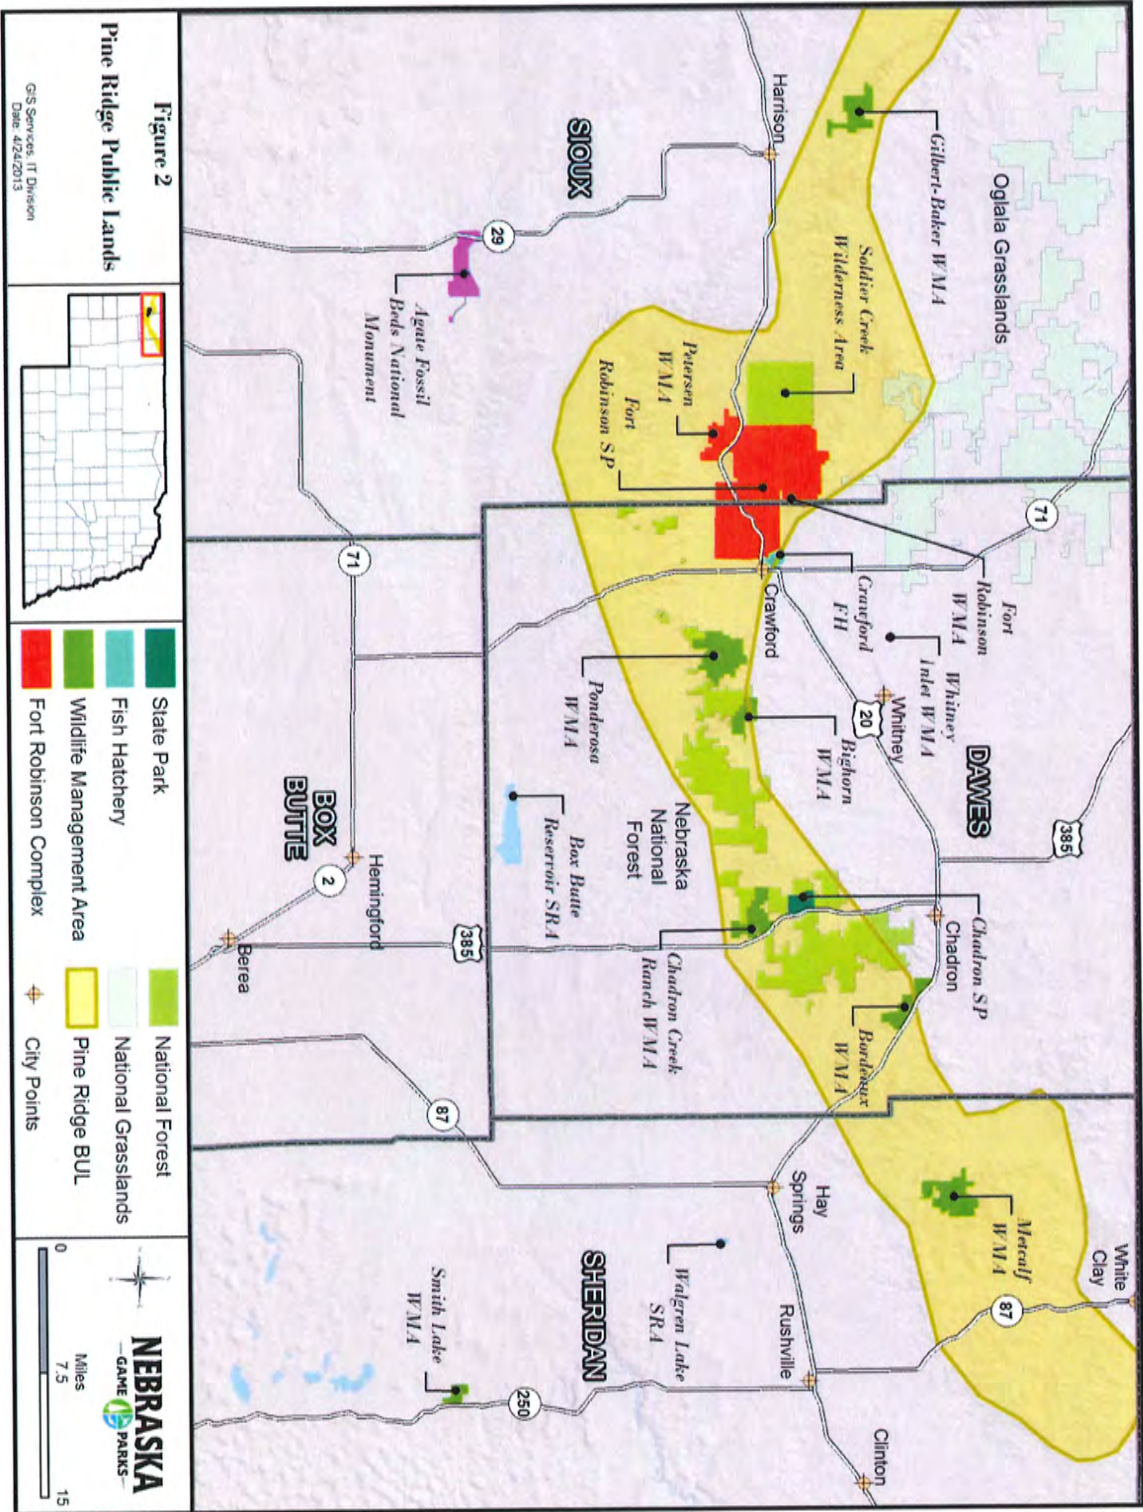 Oglala Grasslands
Gilbert-Baker WMA
Harrison
SIOUX
29
Agate Fossil
Beds National
Monument
Soldier Creek
Wilderness Area
Petersen
WMA
Fort
Robinson SP
71
Fort
Robinson
WMA
Crawford
FH
Crawford
Whitney
Inlet WMA
Whitney
20
DAWES
385
Ponderosa
WMA
Bighorn
WMA
Nebraska
National
Forest
Box Butte
Reservoir SRA
71
BOX
BUTTE
Hemingford
2
Berea
385
Chadron SP
Chadron
Chadron Creek
Ranch WMA
Bordeaux
WMA
87
Hay
Springs
Metcalf
WMA
White
Clay
87
Walgren Lake
SRA
Rushville
SHERIDAN
Smith Lake
WMA
250
Clinton
Figure 2
Pine Ridge Public Lands
GIS Services, IT Division
Date: 4/24/2013
State Park
Fish Hatchery
Wildlife Management Area
Fort Robinson Complex
National Forest
National Grasslands
Pine Ridge BUL
City Points
NEBRASKA
GAME PARKS
Miles
0 7.5 15